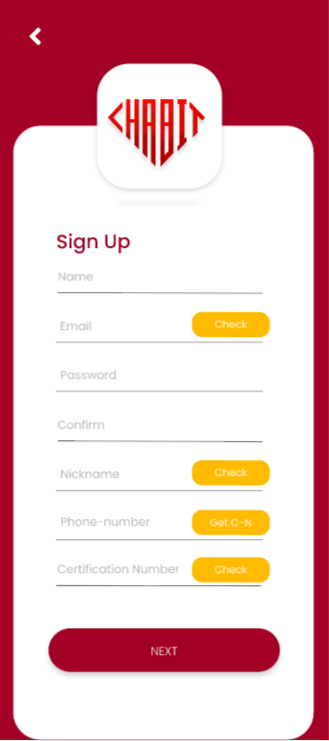 CHABIT
Sign Up
Name
Email Check
Password
Confirm
Nickname Check
Phone-number Get C-N
Certification Number Check
NEXT